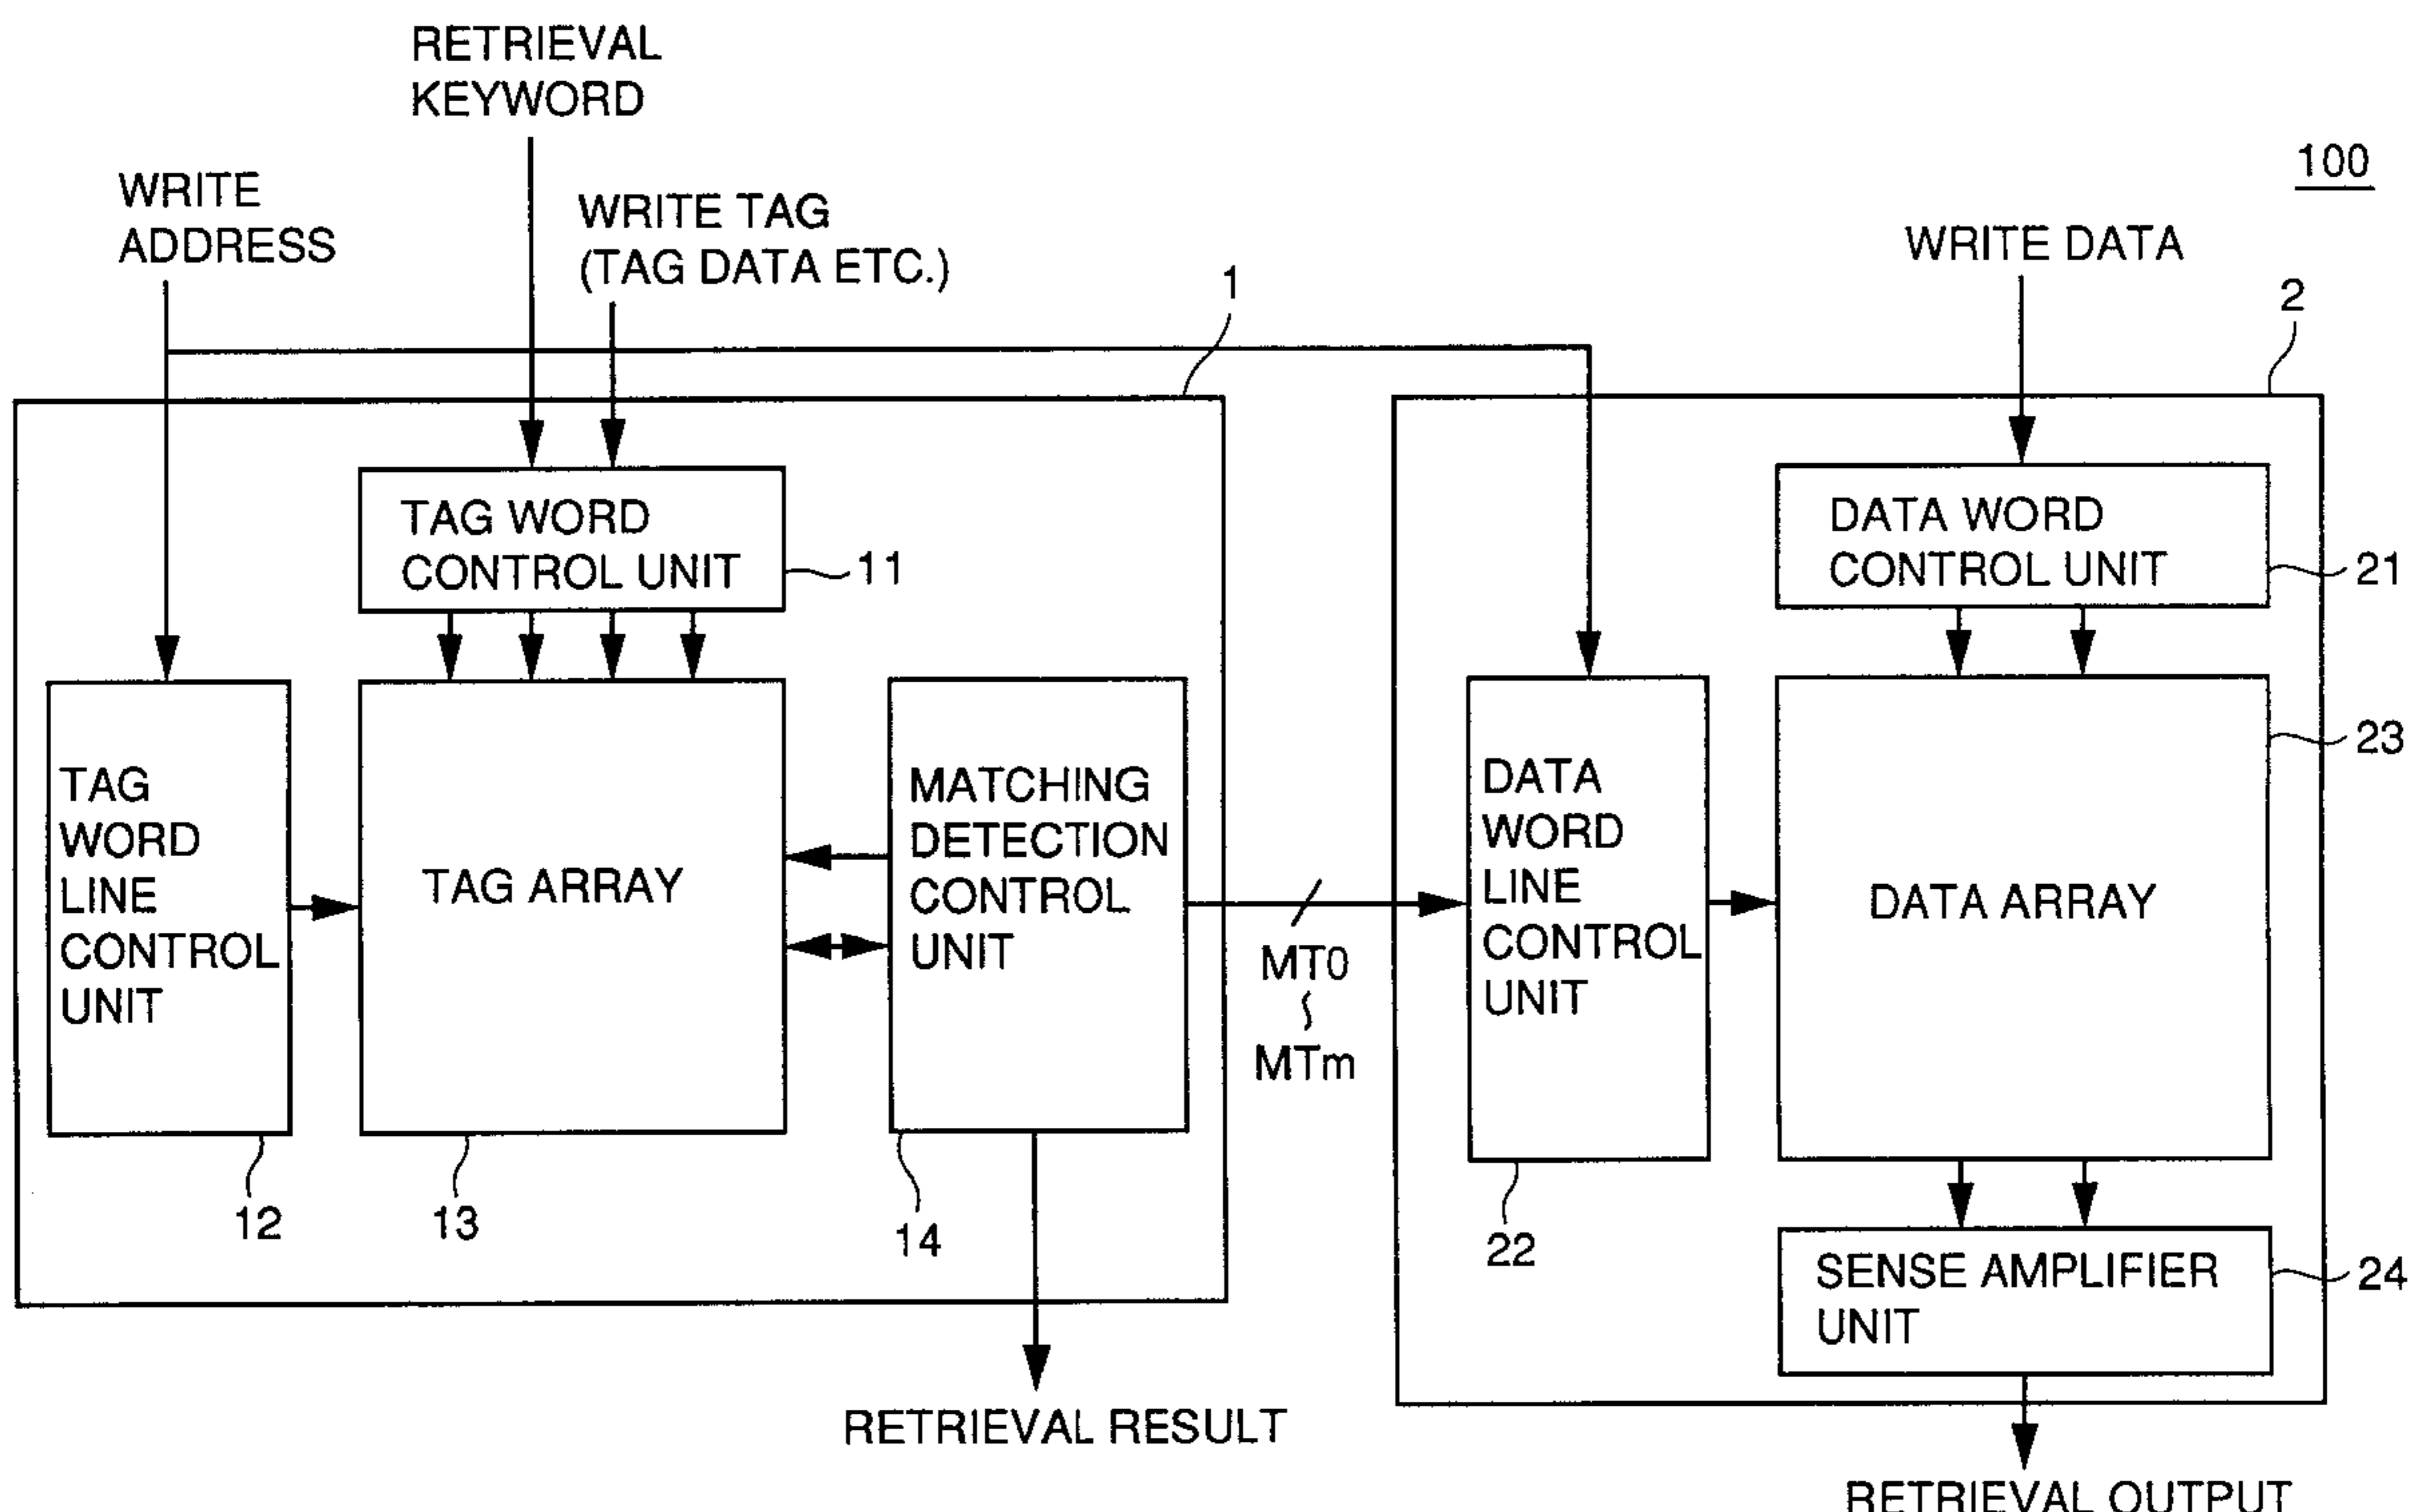 RETRIEVAL
KEYWORD
100
WRITE
ADDRESS
WRITE TAG
(TAG DATA ETC.)
WRITE DATA
1
2
TAG WORD
CONTROL UNIT
11
DATA WORD
CONTROL UNIT
21
TAG
WORD
LINE
CONTROL
UNIT
TAG ARRAY
MATCHING
DETECTION
CONTROL
UNIT
MT0
~
MTm
DATA
WORD
LINE
CONTROL
UNIT
DATA ARRAY
23
12
13
14
22
SENSE AMPLIFIER
UNIT
24
RETRIEVAL RESULT
RETRIEVAL OUTPUT